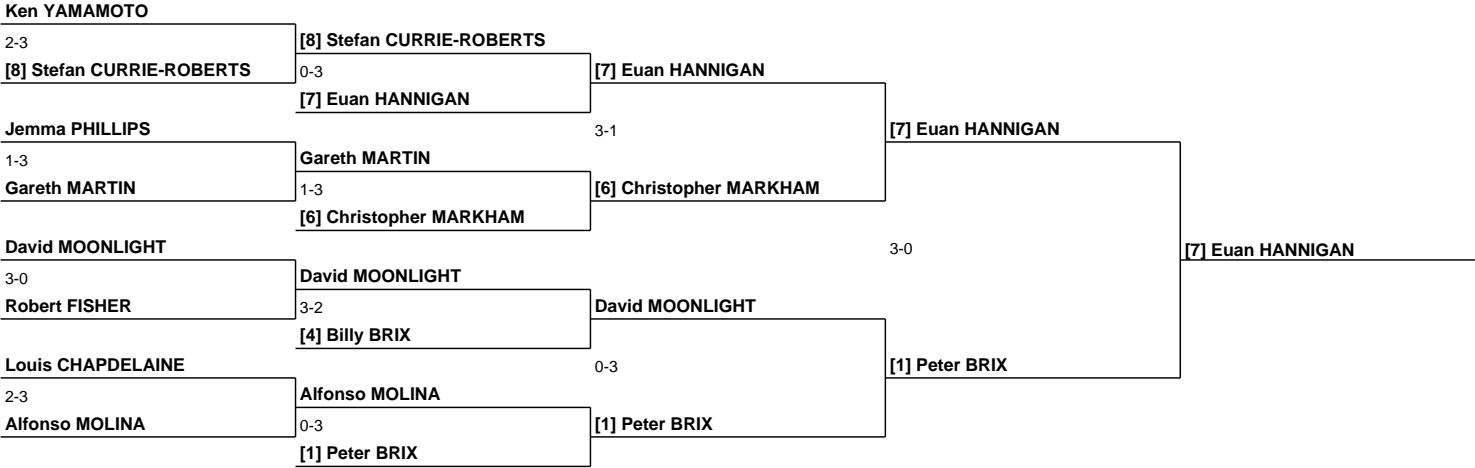 Ken YAMAMOTO
2-3
[8] Stefan CURRIE-ROBERTS
[8] Stefan CURRIE-ROBERTS
0-3
[7] Euan HANNIGAN
[7] Euan HANNIGAN
Jemma PHILLIPS
1-3
Gareth MARTIN
Gareth MARTIN
1-3
[6] Christopher MARKHAM
3-1
[6] Christopher MARKHAM
[7] Euan HANNIGAN
David MOONLIGHT
3-0
Robert FISHER
David MOONLIGHT
3-2
[4] Billy BRIX
David MOONLIGHT
Louis CHAPDELAINE
2-3
Alfonso MOLINA
Alfonso MOLINA
0-3
[1] Peter BRIX
0-3
[1] Peter BRIX
3-0
[1] Peter BRIX
[7] Euan HANNIGAN